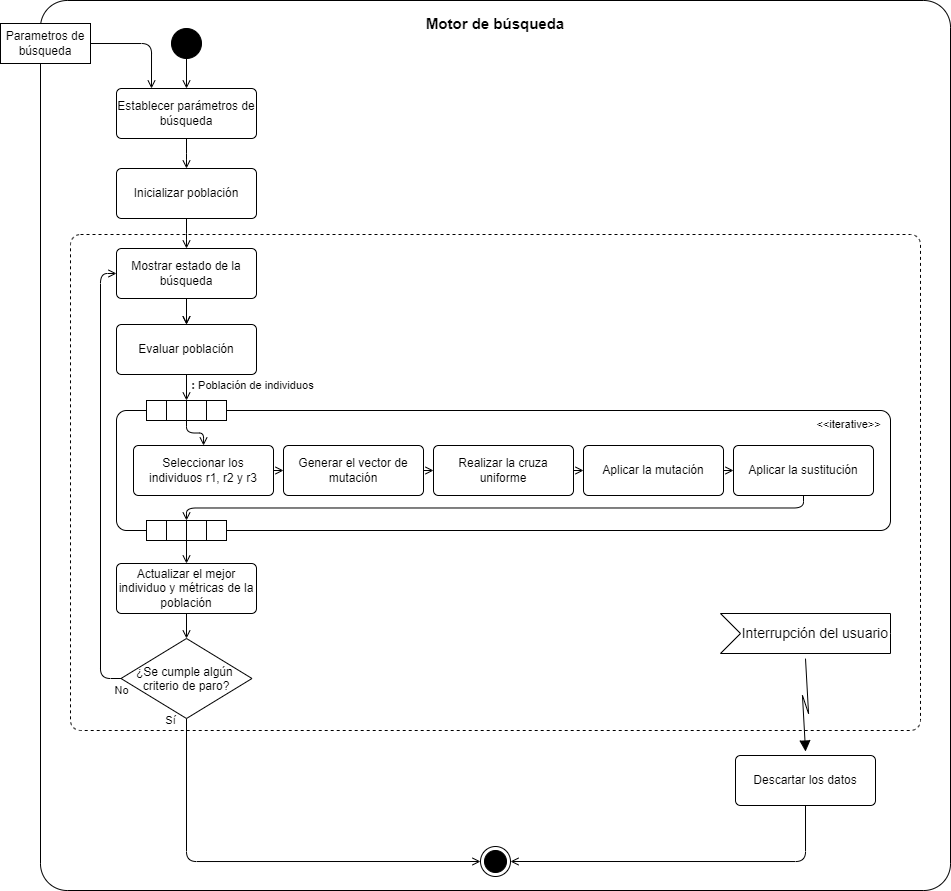 Motor de búsqueda
Parametros de
búsqueda
Establecer parámetros de
búsqueda
Inicializar población
Mostrar estado de la
búsqueda
Evaluar población
: Población de individuos
<<iterative>>
Seleccionar los
individuos r1, r2 y r3
Generar el vector de
mutación
Realizar la cruza
uniforme
Aplicar la mutación
Aplicar la sustitución
Actualizar el mejor
individuo y métricas de la
población
Interrupción del usuario
¿Se cumple algún
criterio de paro?
No
Sí
Descartar los datos